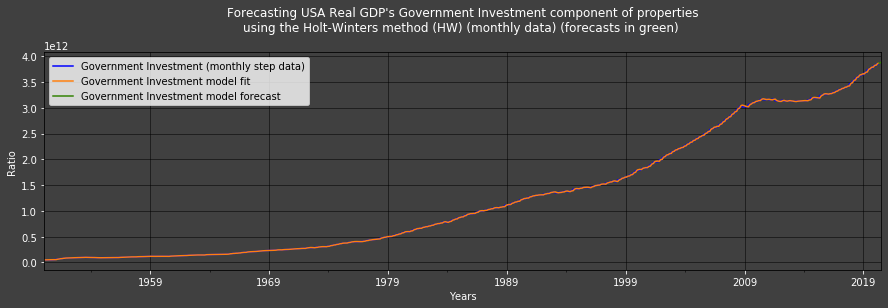 Forecasting USA Real GDP's Government Investment component of properties
using the Holt-Winters method (HW) (monthly data) (forecasts in green)
1e12
4.0
3.5
3.0
2.5
2.0
1.5
1.0
0.5
0.0
Ratio
Government Investment (monthly step data)
Government Investment model fit
Government Investment model forecast
1959 1969 1979 1989 1999 2009 2019
Years